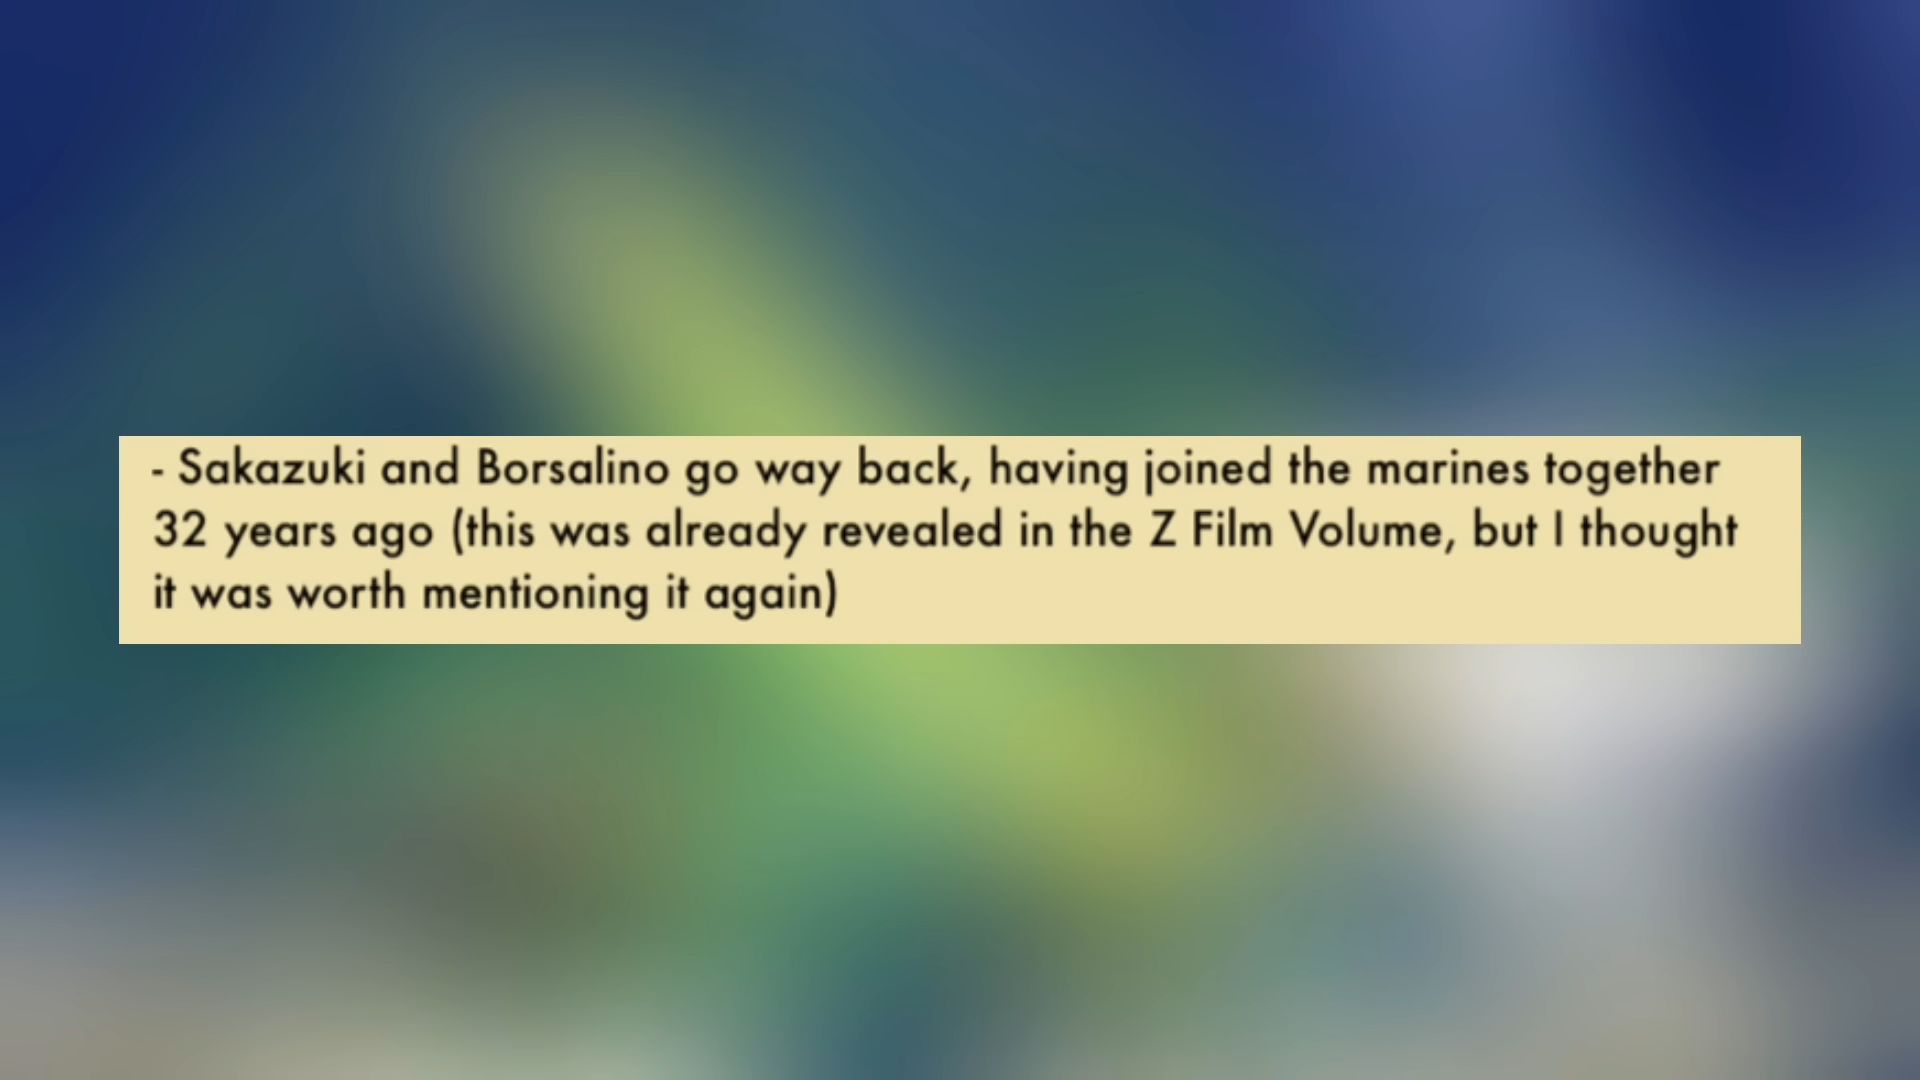 - Sakazuki and Borsalino go way back, having joined the marines together
32 years ago (this was already revealed in the Z Film Volume, but I thought
it was worth mentioning it again)